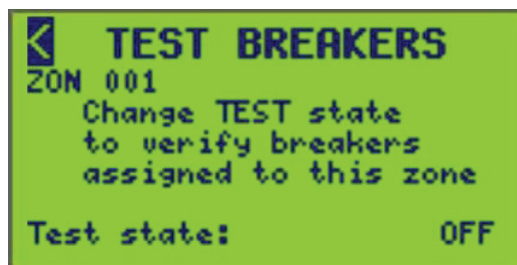 < TEST BREAKERS
ZON 001
Change TEST state
to verify breakers
assigned to this zone
Test state: OFF